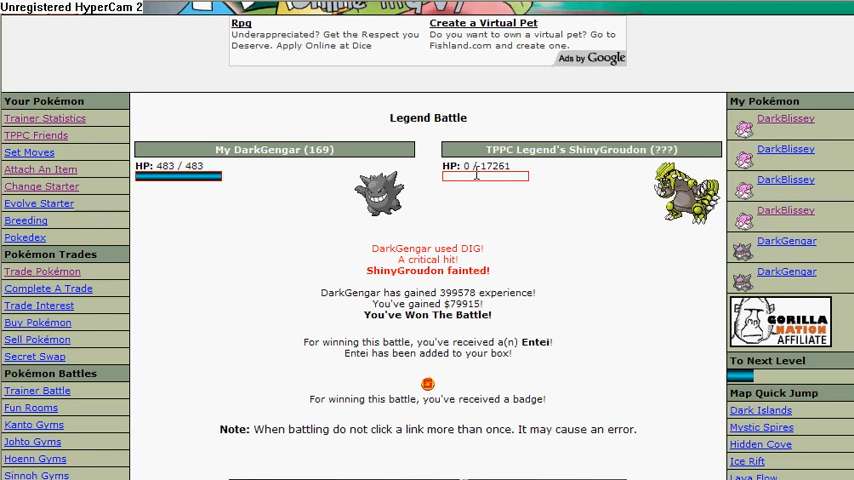 Unregistered HyperCam 2
Rpg
Underappreciated? Get the Respect you
Deserve. Apply Online at Dice
Create a Virtual Pet
Do you want to own a virtual pet? Go to
Fishland.com and create one.
Ads by Google
Your Pokémon
Trainer Statistics
TPPC Friends
Set Moves
Attach An Item
Change Starter
Evolve Starter
Breeding
Pokedex
Pokémon Trades
Trade Pokémon
Complete A Trade
Trade Interest
Buy Pokémon
Sell Pokémon
Secret Swap
Pokémon Battles
Trainer Battle
Fun Rooms
Kanto Gyms
Johto Gyms
Hoenn Gyms
Sinnoh Gyms
Legend Battle
My DarkGengar (169)
HP: 483 / 483
TPPC Legend's ShinyGroudon (???)
HP: 0 / -17261
DarkGengar used DIG!
A critical hit!
ShinyGroudon fainted!
DarkGengar has gained 399578 experience!
You've gained $79915!
You've Won The Battle!
For winning this battle, you've received a(n) Entei!
Entei has been added to your box!
For winning this battle, you've received a badge!
Note: When battling do not click a link more than once. It may cause an error.
My Pokémon
DarkBlissey
DarkBlissey
DarkBlissey
DarkBlissey
DarkGengar
DarkGengar
GORILLA
NATION
AFFILIATE
To Next Level
Map Quick Jump
Dark Islands
Mystic Spires
Hidden Cove
Ice Rift
Lava Flow